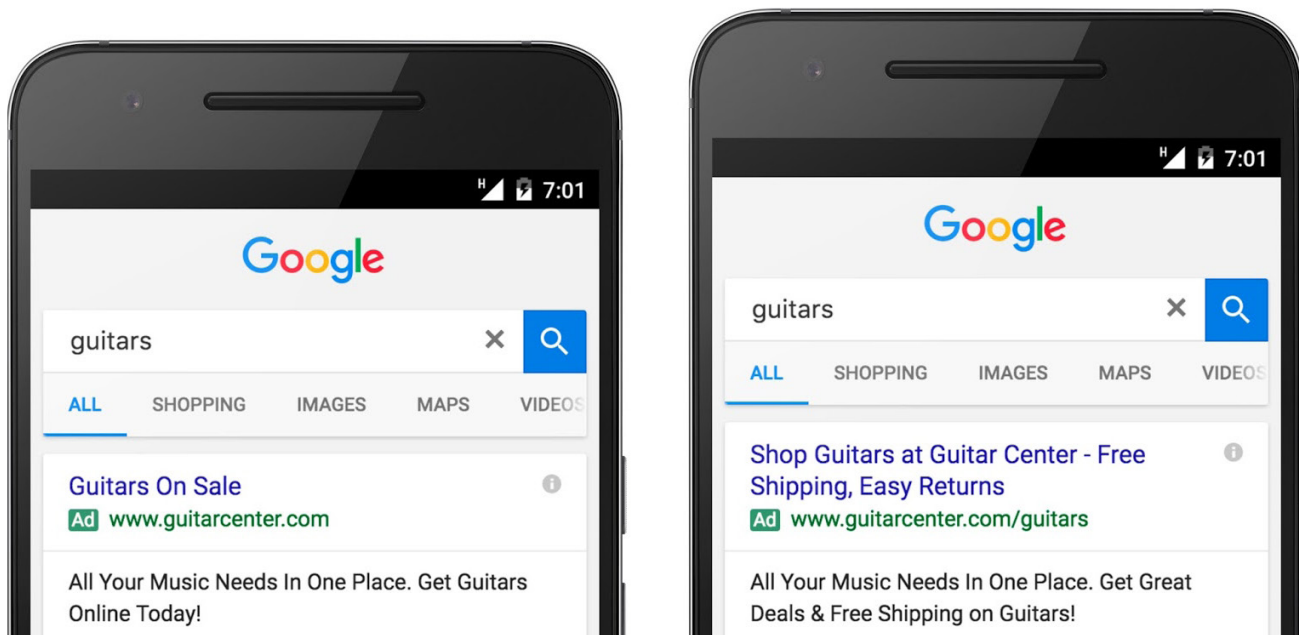 H 7:01
Google
guitars
ALL SHOPPING IMAGES MAPS VIDEOS
Guitars On Sale
Ad www.guitarcenter.com
All Your Music Needs In One Place. Get Guitars
Online Today!
H 7:01
Google
guitars
ALL SHOPPING IMAGES MAPS VIDEOS
Shop Guitars at Guitar Center - Free
Shipping, Easy Returns
Ad www.guitarcenter.com/guitars
All Your Music Needs In One Place. Get Great
Deals & Free Shipping on Guitars!